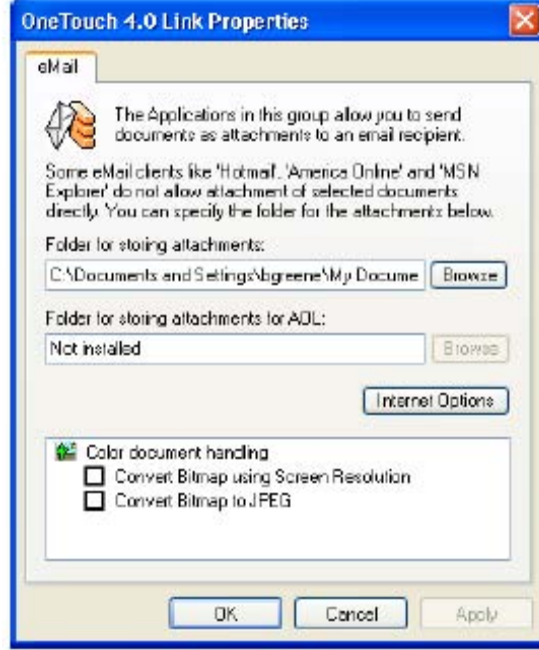 OneTouch 4.0 Link Properties
eMail
The Applications in this group allow you to send
documents as attachments to an email recipient.
Some eMail clients like 'Hotmail', 'America Online' and 'MSN
Explorer' do not allow attachment of selected documents
directly. You can specify the folder for the attachments below.
Folder for storing attachments:
C:\Documents and Settings\bgreene\My Docume Browse
Folder for storing attachments for AOL:
Not installed Browse
Internet Options
Color document handling
Convert Bitmap using Screen Resolution
Convert Bitmap to JPEG
OK Cancel Apply